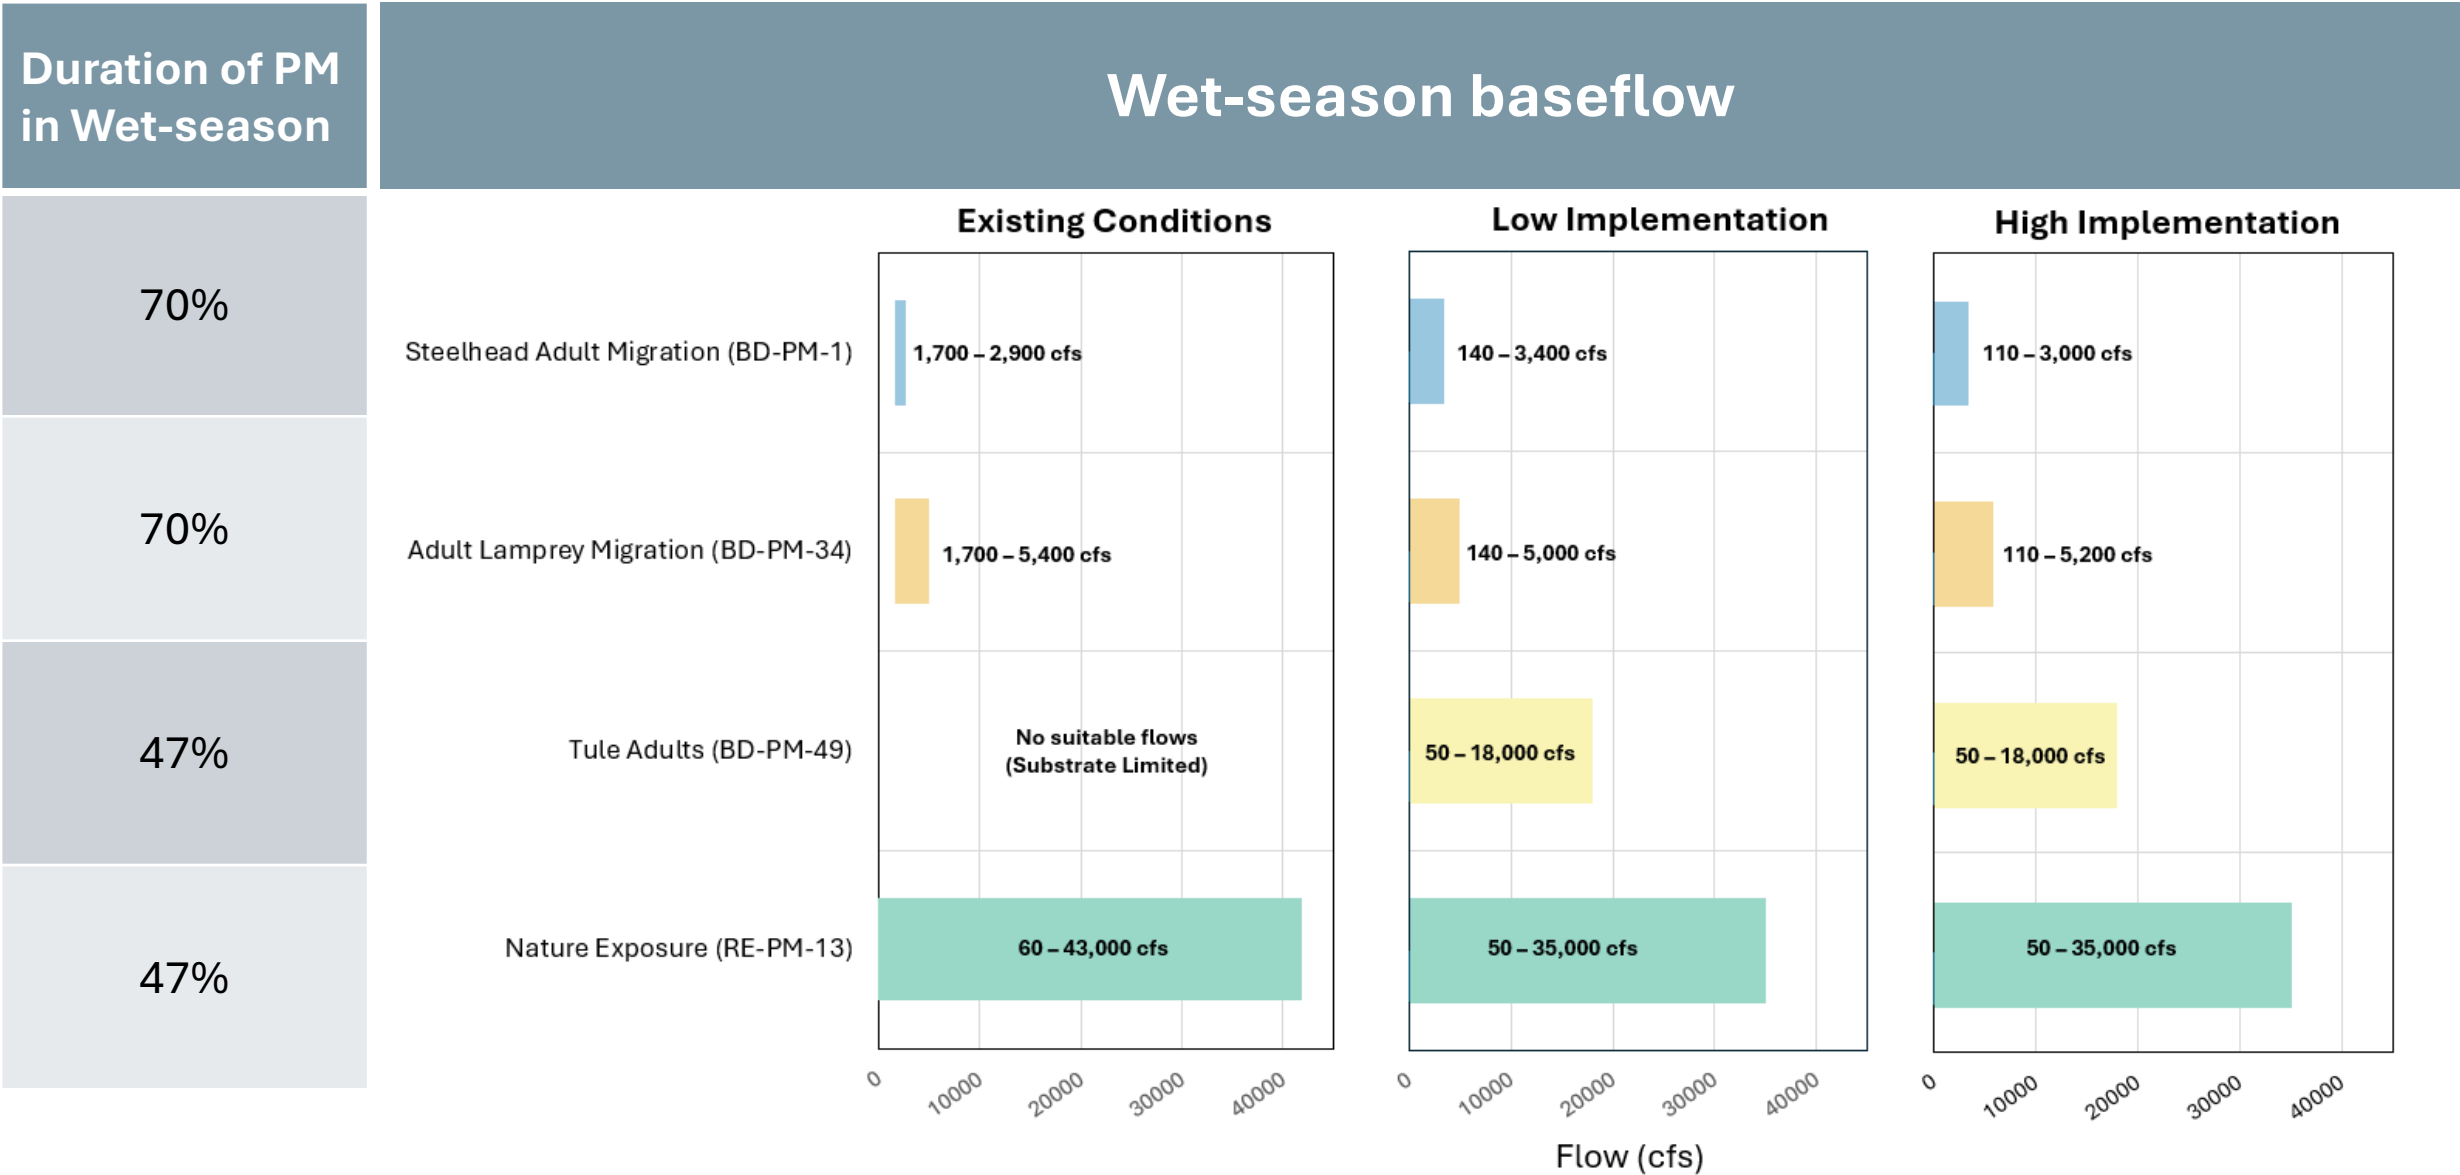 Duration of PM
in Wet-season
Wet-season baseflow
70%
70%
47%
47%
Existing Conditions
Low Implementation
High Implementation
Steelhead Adult Migration (BD-PM-1)
1,700 – 2,900 cfs
140 – 3,400 cfs
110 – 3,000 cfs
Adult Lamprey Migration (BD-PM-34)
1,700 – 5,400 cfs
140 – 5,000 cfs
110 – 5,200 cfs
Tule Adults (BD-PM-49)
No suitable flows
(Substrate Limited)
50 – 18,000 cfs
50 – 18,000 cfs
Nature Exposure (RE-PM-13)
60 – 43,000 cfs
50 – 35,000 cfs
50 – 35,000 cfs
0 10000 20000 30000 40000
0 10000 20000 30000 40000
0 10000 20000 30000 40000
Flow (cfs)